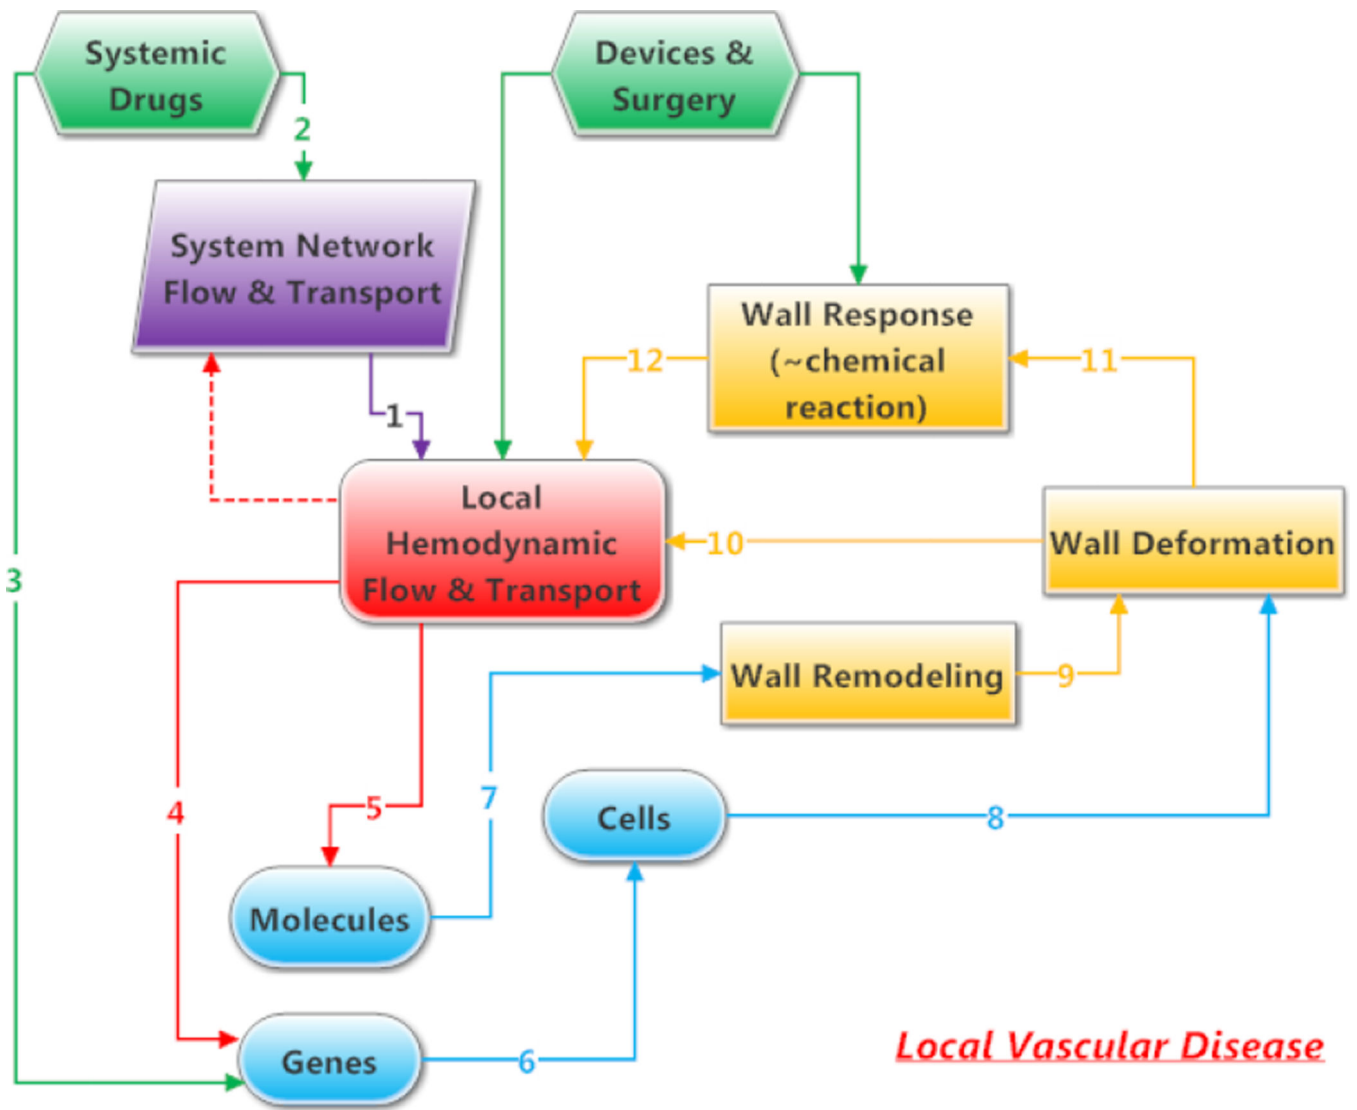 Systemic
Drugs
Devices &
Surgery
2
System Network
Flow & Transport
Wall Response
(~chemical
reaction)
12
11
1
Local
Hemodynamic
Flow & Transport
10
Wall Deformation
3
Wall Remodeling
9
4
5
7
Cells
8
Molecules
Genes
6
Local Vascular Disease